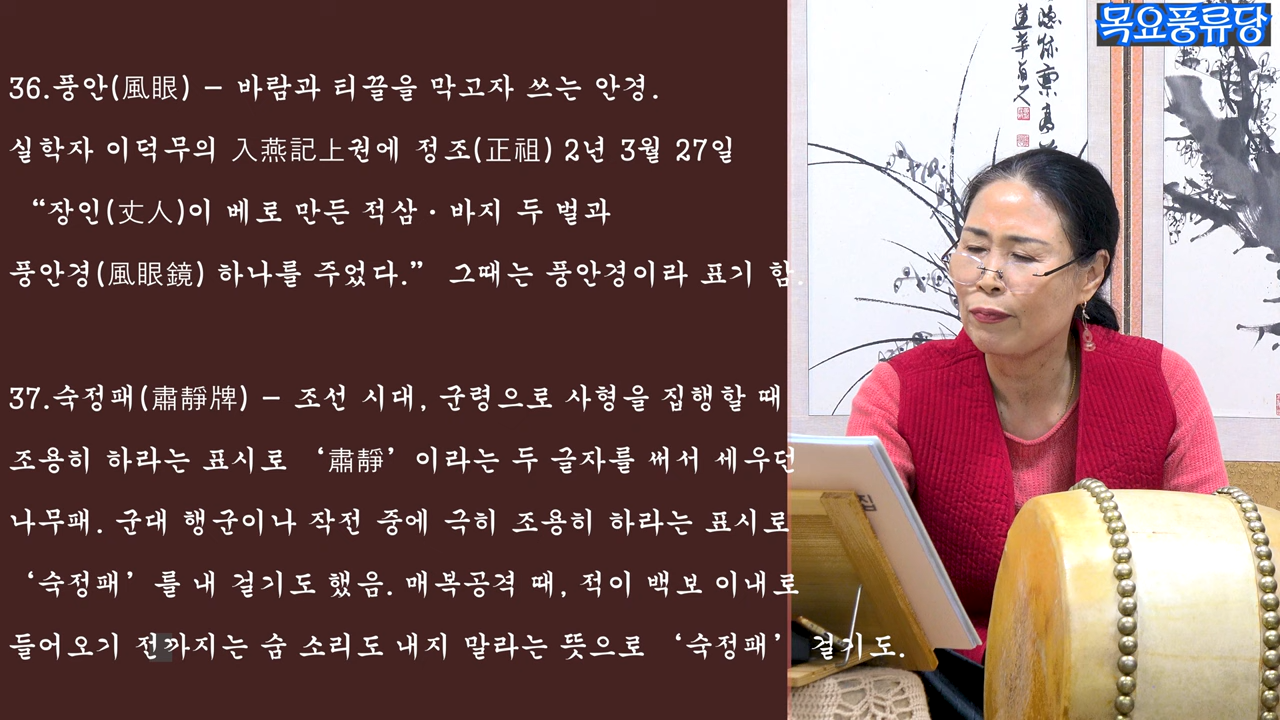 목요풍류당
36.풍안(風眼) – 바람과 티끌을 막고자 쓰는 안경.
실학자 이덕무의 入燕記上권에 정조(正祖) 2년 3월 27일
“장인(丈人)이 베로 만든 적삼·바지 두 벌과
풍안경(風眼鏡) 하나를 주었다.” 그때는 풍안경이라 표기 함.
37.숙정패(肅靜牌) – 조선 시대, 군령으로 사형을 집행할 때
조용히 하라는 표시로 ‘肅靜’이라는 두 글자를 써서 세우던
나무패. 군대 행군이나 작전 중에 극히 조용히 하라는 표시로
‘숙정패’를 내 걸기도 했음. 매복공격 때, 적이 백보 이내로
들어오기 전까지는 숨 소리도 내지 말라는 뜻으로 ‘숙정패’ 걸기도.